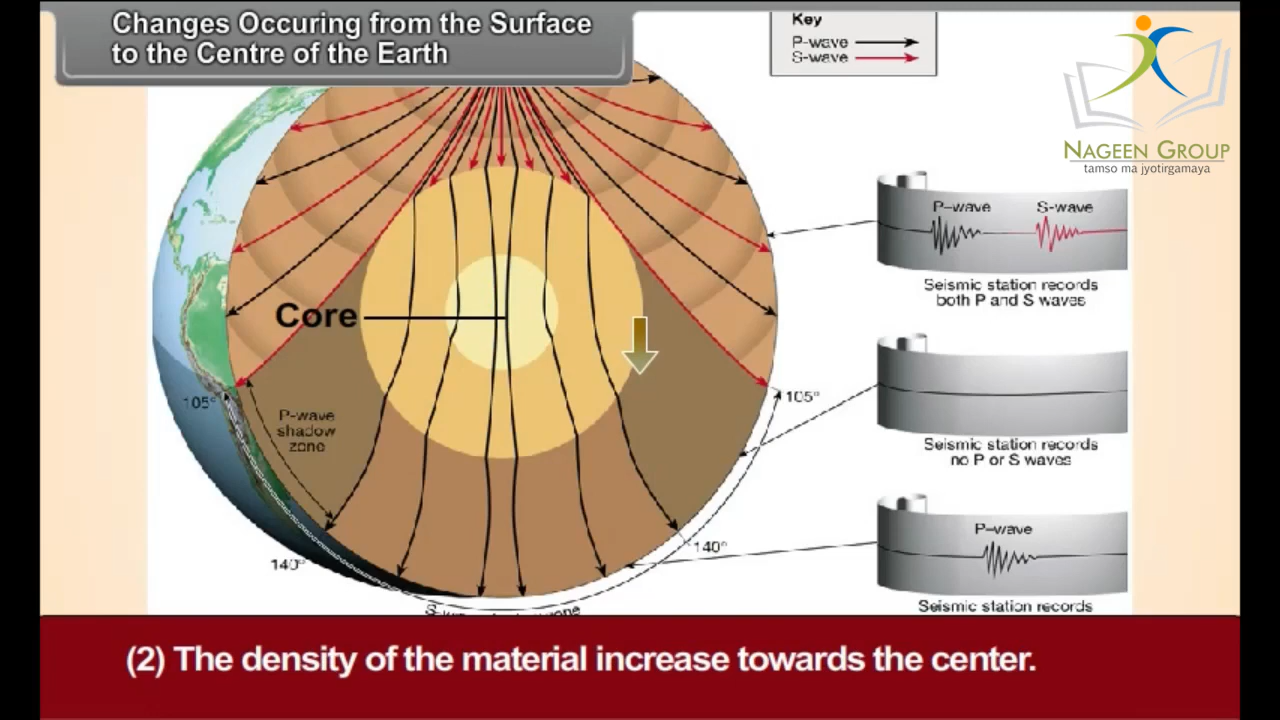 Changes Occuring from the Surface
to the Centre of the Earth
Key
P-wave
S-wave
NAGEEN GROUP
tamso ma jyotirgamaya
P-wave S-wave
Seismic station records
both P and S waves
Core
105°
P-wave
shadow
zone
105°
Seismic station records
no P or S waves
140°
140°
P-wave
Seismic station records
(2) The density of the material increase towards the center.